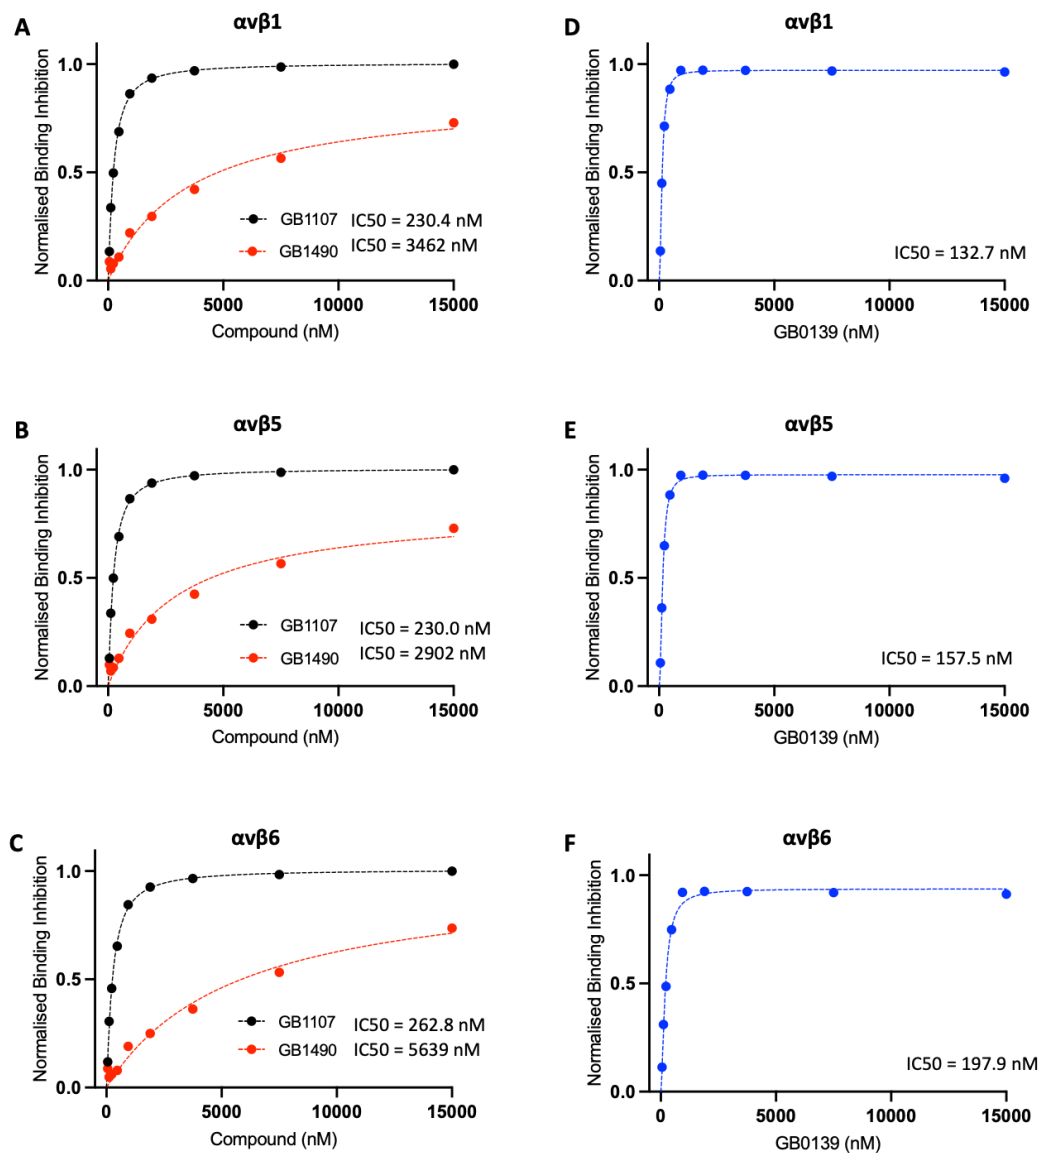 A
αvβ1
Normalised Binding Inhibition
1.0
0.5
0.0
GB1107 IC50 = 230.4 nM
GB1490 IC50 = 3462 nM
0 5000 10000 15000
Compound (nM)
D
αvβ1
Normalised Binding Inhibition
1.0
0.5
0.0
IC50 = 132.7 nM
0 5000 10000 15000
GB0139 (nM)
B
αvβ5
Normalised Binding Inhibition
1.0
0.5
0.0
GB1107 IC50 = 230.0 nM
GB1490 IC50 = 2902 nM
0 5000 10000 15000
Compound (nM)
E
αvβ5
Normalised Binding Inhibition
1.0
0.5
0.0
IC50 = 157.5 nM
0 5000 10000 15000
GB0139 (nM)
C
αvβ6
Normalised Binding Inhibition
1.0
0.5
0.0
GB1107 IC50 = 262.8 nM
GB1490 IC50 = 5639 nM
0 5000 10000 15000
Compound (nM)
F
αvβ6
Normalised Binding Inhibition
1.0
0.5
0.0
IC50 = 197.9 nM
0 5000 10000 15000
GB0139 (nM)